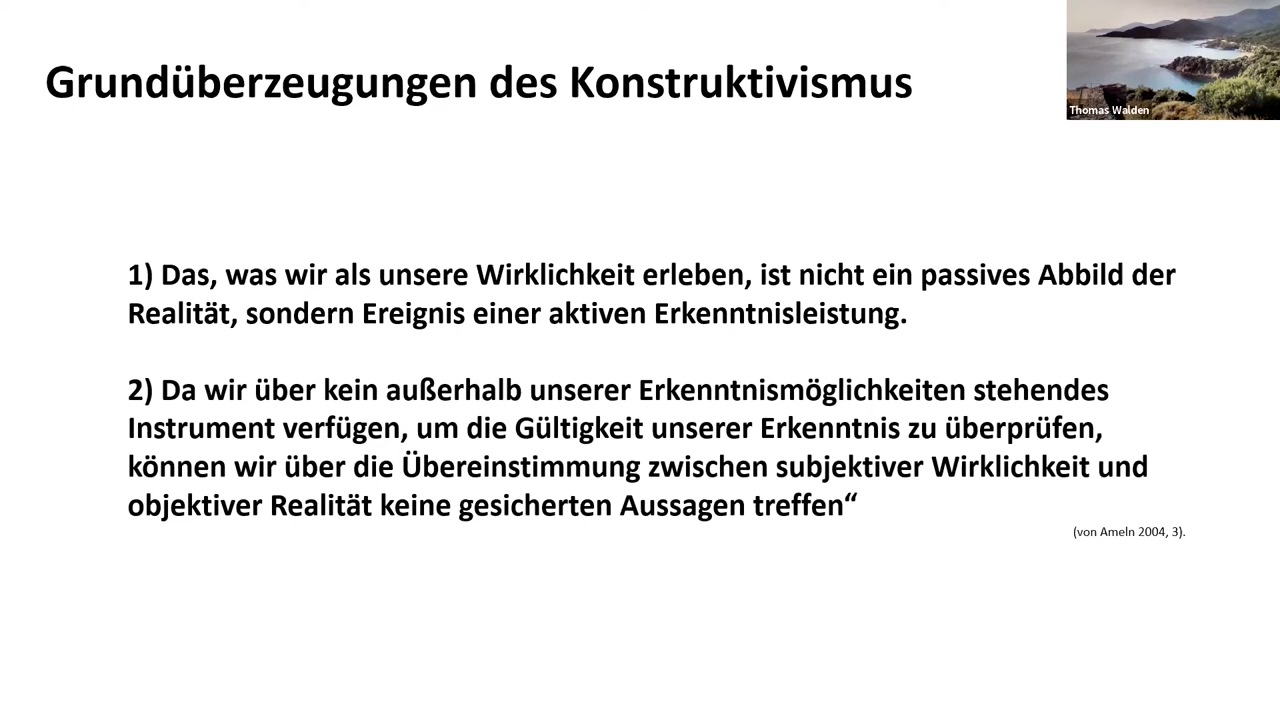 Grundüberzeugungen des Konstruktivismus
Thomas Walden
1) Das, was wir als unsere Wirklichkeit erleben, ist nicht ein passives Abbild der
Realität, sondern Ereignis einer aktiven Erkenntnisleistung.
2) Da wir über kein außerhalb unserer Erkenntnismöglichkeiten stehendes
Instrument verfügen, um die Gültigkeit unserer Erkenntnis zu überprüfen,
können wir über die Übereinstimmung zwischen subjektiver Wirklichkeit und
objektiver Realität keine gesicherten Aussagen treffen“
(von Ameln 2004, 3).